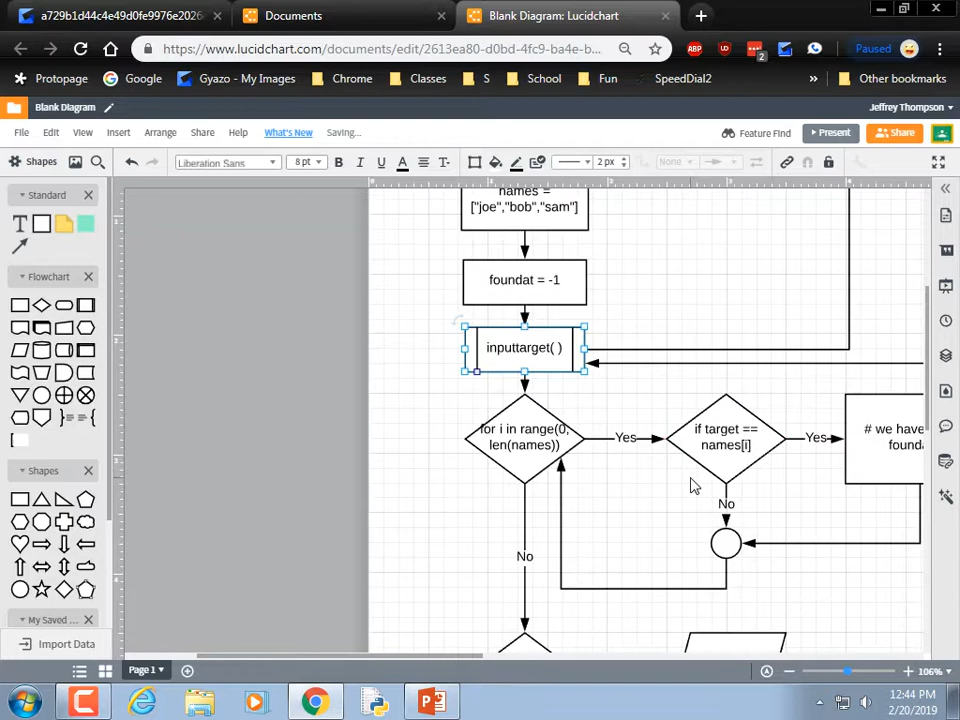 a729b1d44c4e49d0fe9976e2026
Documents
Blank Diagram: Lucidchart
https://www.lucidchart.com/documents/edit/2613ea80-d0bd-4fc9-ba4e-b...
ABP
2
Paused
Protopage
Google
Gyazo - My Images
Chrome
Classes
S
School
Fun
SpeedDial2
»
Other bookmarks
Blank Diagram
Jeffrey Thompson
File Edit View Insert Arrange Share Help What's New Saving...
Feature Find
Present
Share
Shapes
Liberation Sans
8 pt
B I U A T
2 px
None
Standard
T
Flowchart
Shapes
My Saved
Import Data
names =
["joe","bob","sam"]
foundat = -1
inputtarget( )
for i in range(0,
len(names))
Yes
if target ==
names[i]
Yes
# we have
founda
No
No
Page 1
106%
12:44 PM
2/20/2019